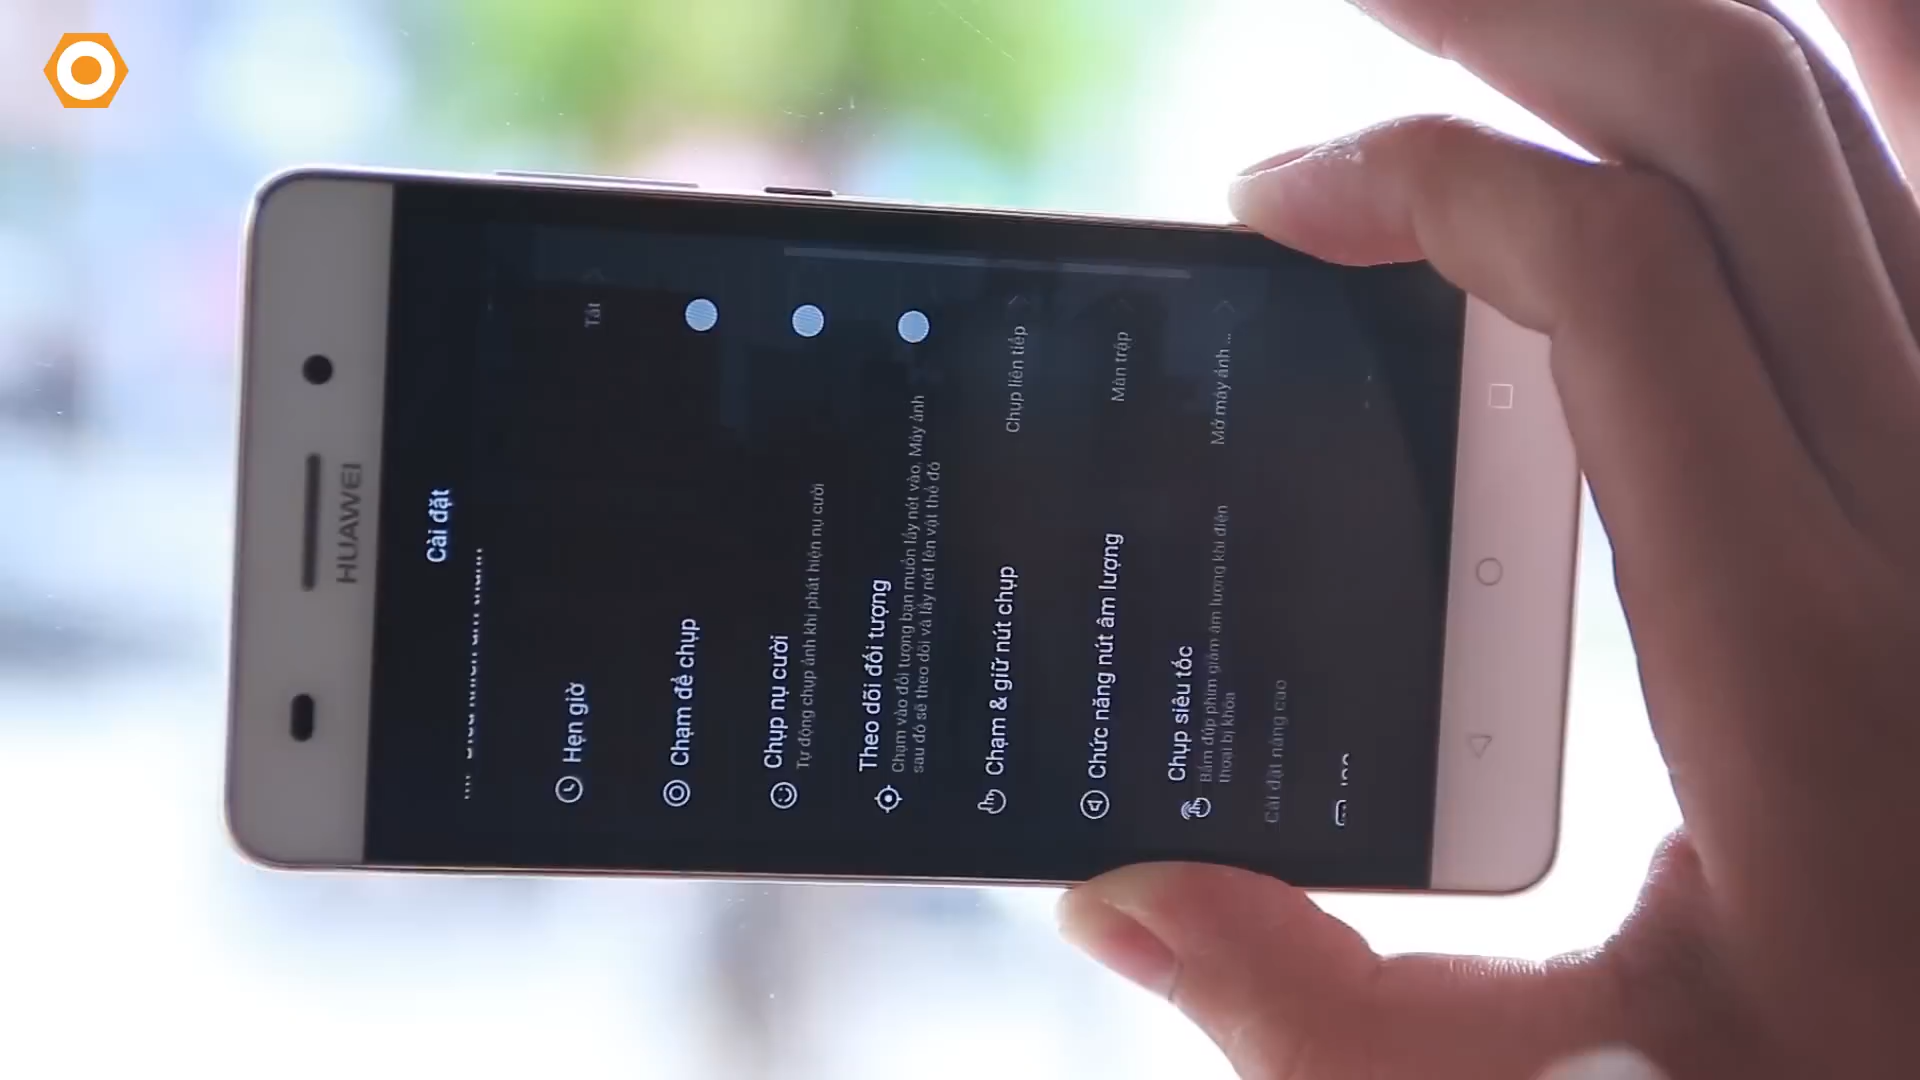 HUAWEI
Cài đặt
Hẹn giờ
Tắt
Chạm để chụp
Chụp nụ cười
Tự động chụp ảnh khi phát hiện nụ cười
Theo dõi đối tượng
Chạm vào đối tượng bạn muốn lấy nét vào. Máy ảnh
sau đó sẽ theo dõi và lấy nét lên vật thể đó
Chạm & giữ nút chụp
Chụp liên tiếp
Chức năng nút âm lượng
Màn trập
Chụp siêu tốc
Mở máy ảnh ...
Bấm đúp phím giảm âm lượng khi điện
thoại bị khóa
Cài đặt nâng cao